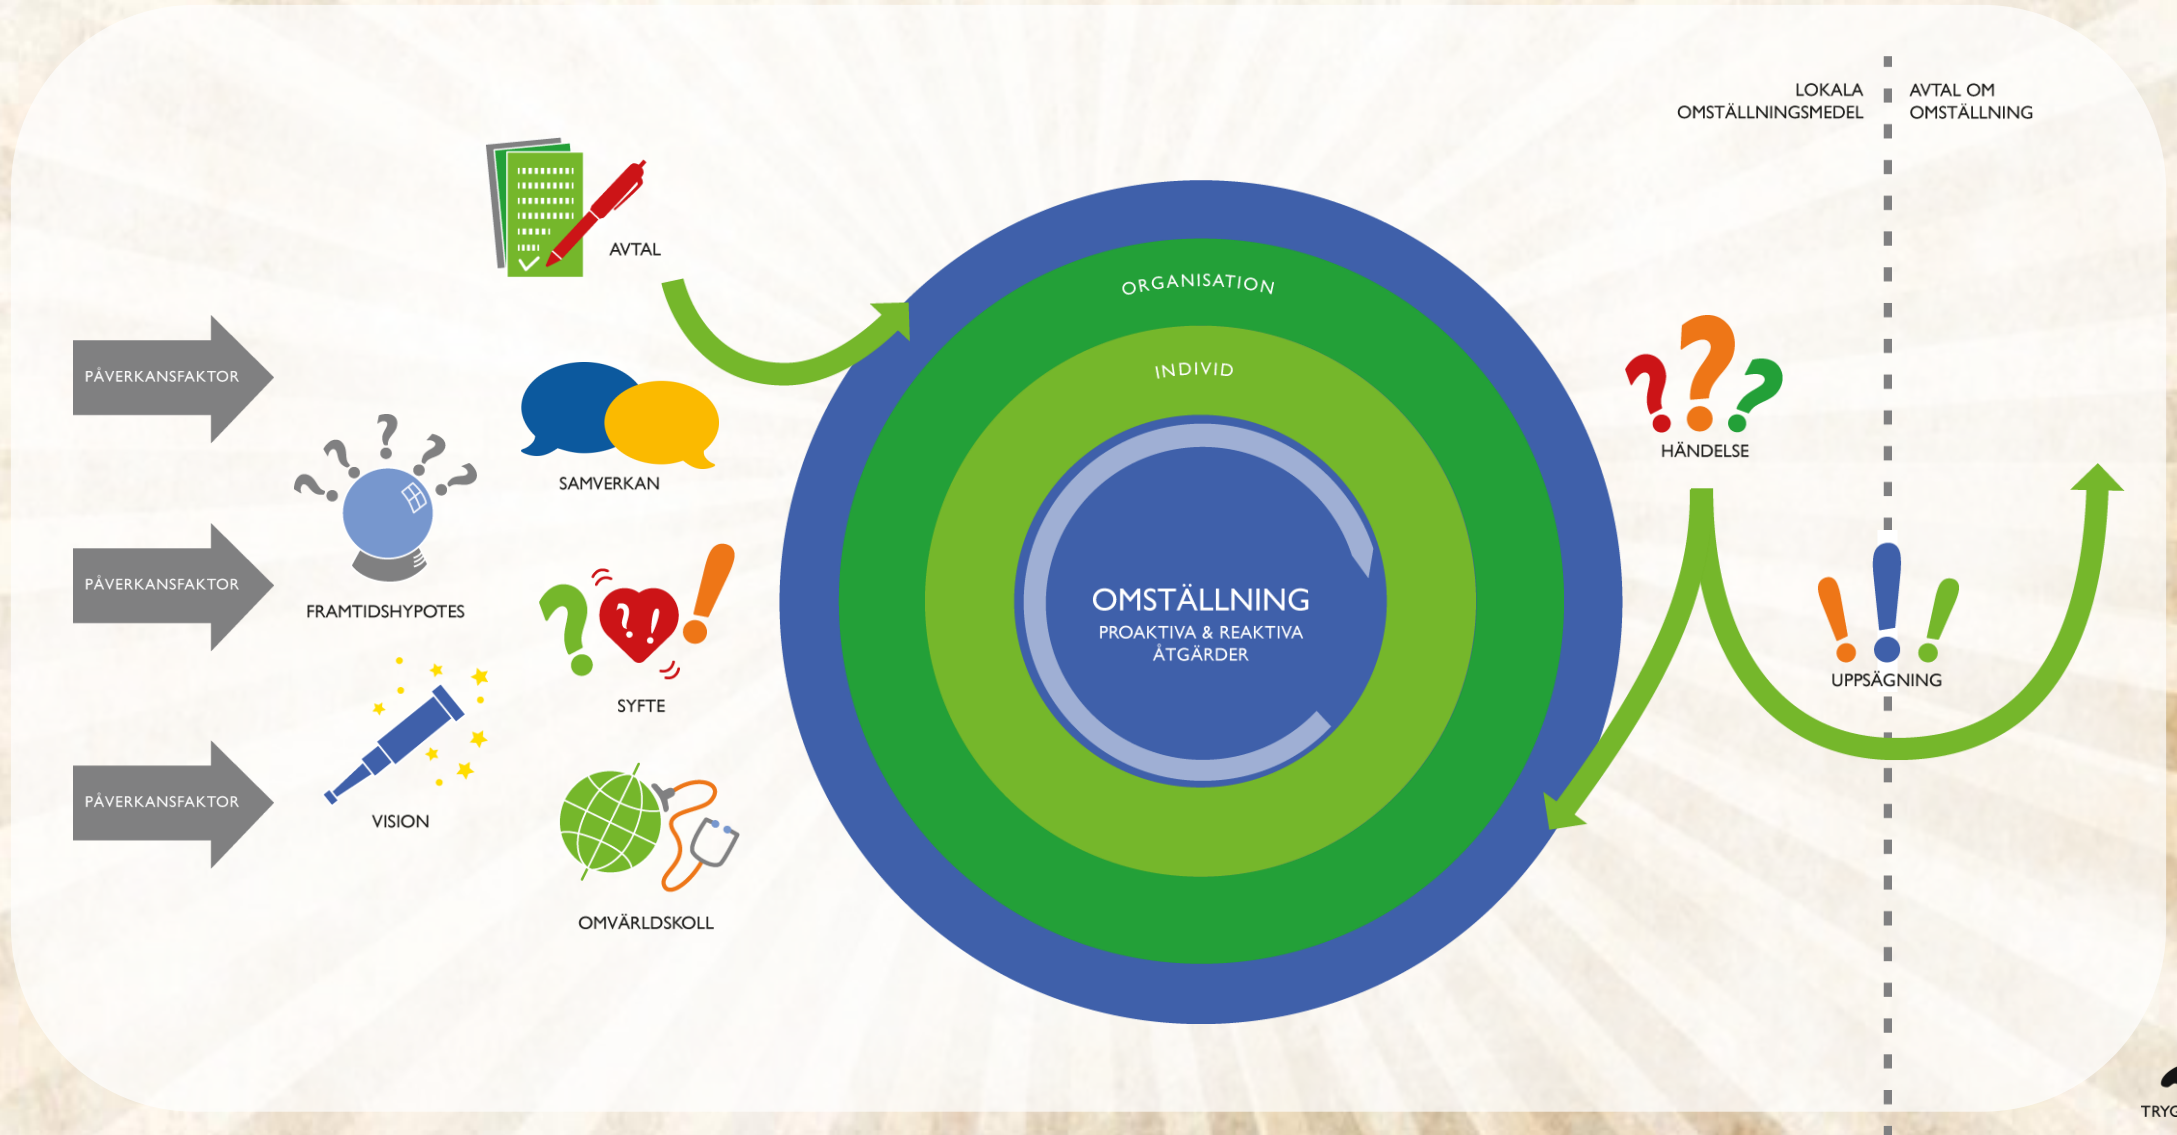 LOKALA
OMSTÄLLNINGSMEDEL
AVTAL OM
OMSTÄLLNING
AVTAL
ORGANISATION
INDIVID
PÅVERKANSFAKTOR
HÄNDELSE
SAMVERKAN
PÅVERKANSFAKTOR
FRAMTIDSHYPOTES
OMSTÄLLNING
PROAKTIVA & REAKTIVA
ÅTGÄRDER
UPPSÄGNING
SYFTE
PÅVERKANSFAKTOR
VISION
OMVÄRLDSKOLL